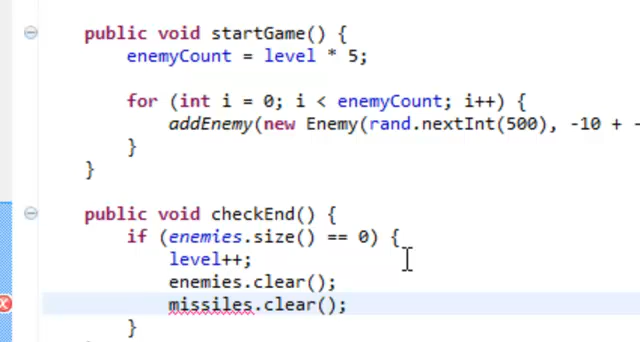 public void startGame() {
enemyCount = level * 5;
for (int i = 0; i < enemyCount; i++) {
addEnemy(new Enemy(rand.nextInt(500), -10 + -
}
}
public void checkEnd() {
if (enemies.size() == 0) {
level++;
enemies.clear();
missiles.clear();
}